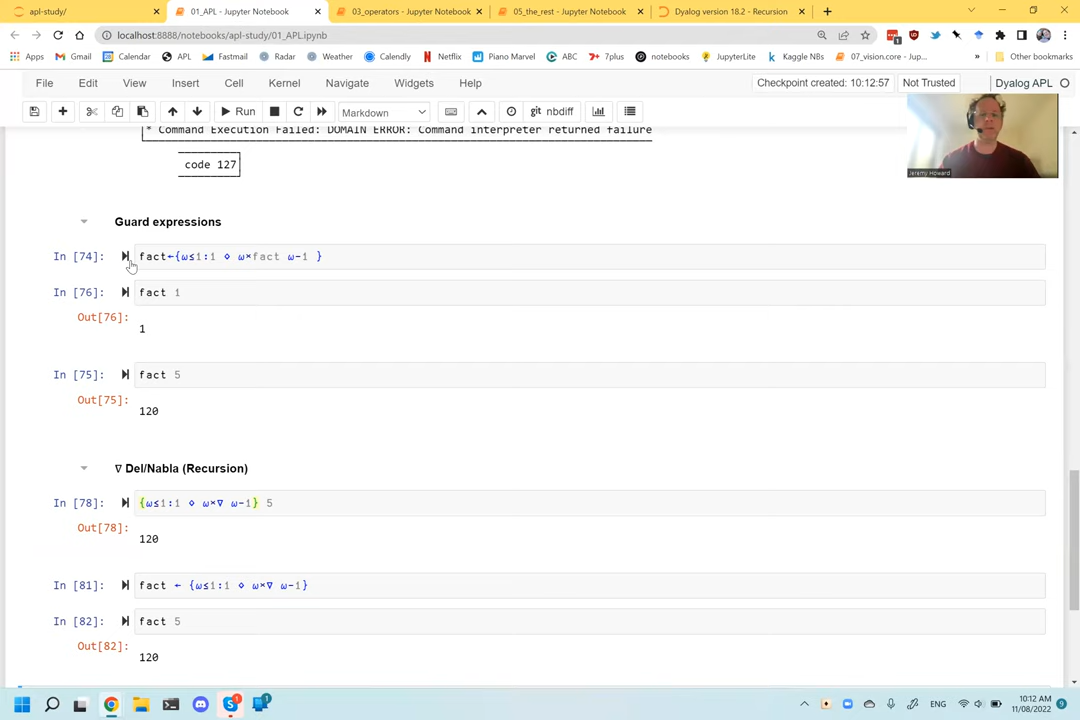 apl-study/
01_APL - Jupyter Notebook
03_operators - Jupyter Notebook
05_the_rest - Jupyter Notebook
Dyalog version 18.2 - Recursion
localhost:8888/notebooks/apl-study/01_APL.ipynb
Apps Gmail Calendar APL Fastmail Radar Calendly Netflix Piano Marvel ABC 7plus notebooks JupyterLite Kaggle NBs 07_vision.core - Jup... » Other bookmarks
File Edit View Insert Cell Kernel Navigate Widgets Help
Checkpoint created: 10:12:57 Not Trusted Dyalog APL
Run Markdown git nbdiff
Jeremy Howard
* Command Execution Failed: DOMAIN ERROR: Command interpreter returned failure
code 127
Guard expressions
In [74]: fact←{⍵≤1:1 ⋄ ⍵×fact ⍵-1 }
In [76]: fact 1
Out[76]:
1
In [75]: fact 5
Out[75]:
120
∇ Del/Nabla (Recursion)
In [78]: {⍵≤1:1 ⋄ ⍵×∇ ⍵-1} 5
Out[78]:
120
In [81]: fact ← {⍵≤1:1 ⋄ ⍵×∇ ⍵-1}
In [82]: fact 5
Out[82]:
120
ENG
10:12 AM
11/08/2022